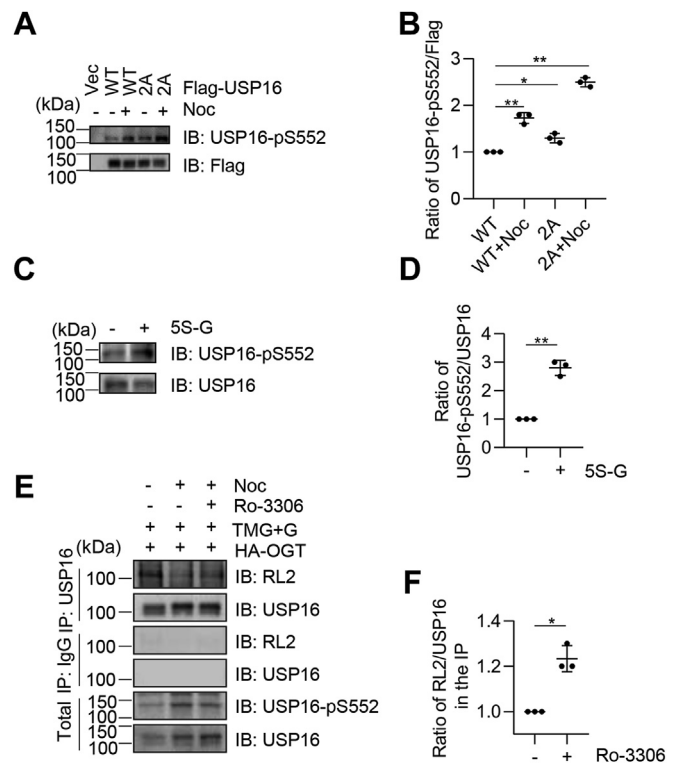 A
Vec WT WT 2A 2A Flag-USP16
(kDa) - - + - + Noc
150
100 IB: USP16-pS552
150
100 IB: Flag
B
Ratio of USP16-pS552/Flag
3
2
1
0
** * **
WT WT+Noc 2A 2A+Noc
C
(kDa) - + 5S-G
150
100 IB: USP16-pS552
150
100 IB: USP16
D
Ratio of
USP16-pS552/USP16
4
3
2
1
0
**
- + 5S-G
E
- + + Noc
- - + Ro-3306
+ + + TMG+G
(kDa) + + + HA-OGT
IP: USP16
100 IB: RL2
100 IB: USP16
IP: IgG
100 IB: RL2
100 IB: USP16
Total
150
100 IB: USP16-pS552
150
100 IB: USP16
F
Ratio of RL2/USP16
in the IP
1.4
1.2
1.0
*
- + Ro-3306